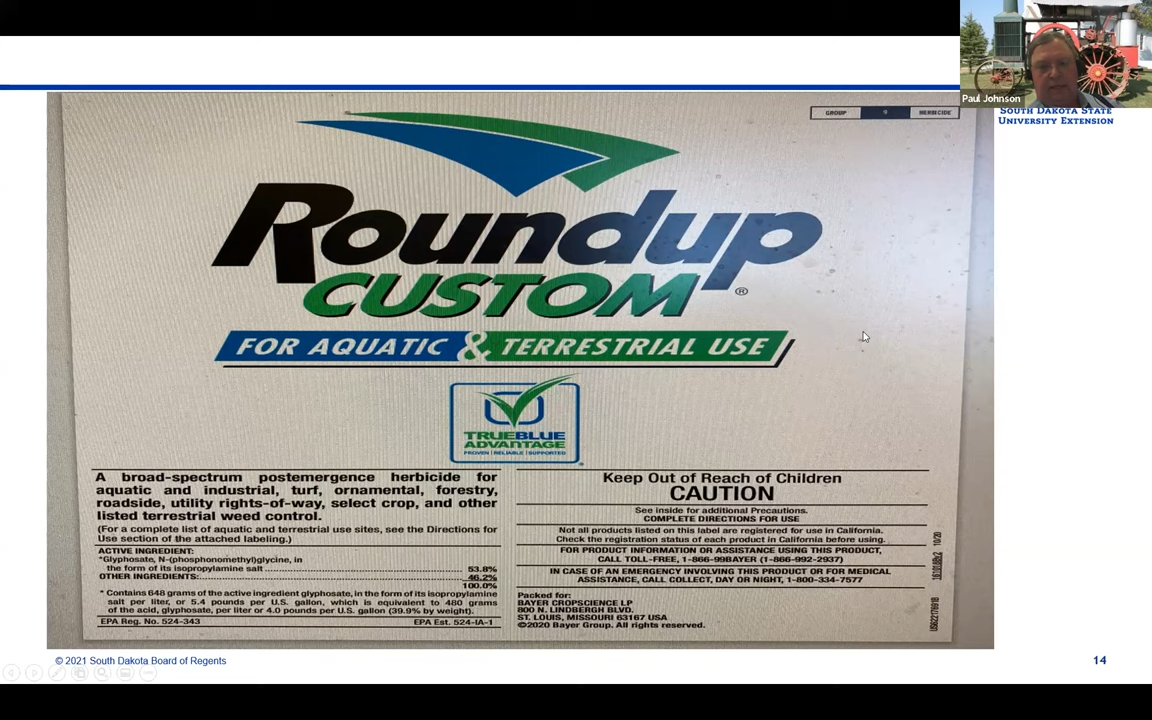 Paul Johnson
SOUTH DAKOTA STATE
UNIVERSITY EXTENSION
GROUP 9 HERBICIDE
Roundup
CUSTOM ®
FOR AQUATIC & TERRESTRIAL USE
TRUEBLUE
ADVANTAGE
PROVEN | RELIABLE | SUPPORTED
A broad-spectrum postemergence herbicide for
aquatic and industrial, turf, ornamental, forestry,
roadside, utility rights-of-way, select crop, and other
listed terrestrial weed control.
(For a complete list of aquatic and terrestrial use sites, see the Directions for
Use section of the attached labeling.)
ACTIVE INGREDIENT:
*Glyphosate, N-(phosphonomethyl)glycine, in
the form of its isopropylamine salt ........................ 53.8%
OTHER INGREDIENTS:........................ 46.2%
100.0%
* Contains 648 grams of the active ingredient glyphosate, in the form of its isopropylamine
salt per liter, or 5.4 pounds per U.S. gallon, which is equivalent to 480 grams
of the acid, glyphosate, per liter or 4.0 pounds per U.S. gallon (39.9% by weight).
EPA Reg. No. 524-343 EPA Est. 524-IA-1
Keep Out of Reach of Children
CAUTION
See inside for additional Precautions.
COMPLETE DIRECTIONS FOR USE
Not all products listed on this label are registered for use in California.
Check the registration status of each product in California before using.
FOR PRODUCT INFORMATION OR ASSISTANCE USING THIS PRODUCT,
CALL TOLL-FREE, 1-866-99BAYER (1-866-992-2937)
IN CASE OF AN EMERGENCY INVOLVING THIS PRODUCT OR FOR MEDICAL
ASSISTANCE, CALL COLLECT, DAY OR NIGHT, 1-800-334-7577
Packed for:
BAYER CROPSCIENCE LP
800 N. LINDBERGH BLVD.
ST. LOUIS, MISSOURI 63167 USA
©2020 Bayer Group. All rights reserved.
10/20
© 2021 South Dakota Board of Regents
14